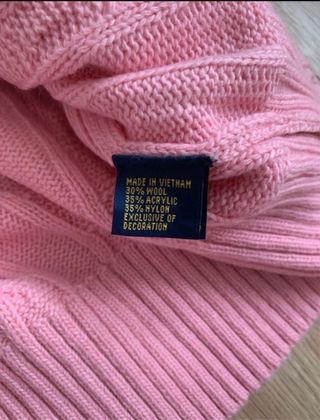 MADE IN VIETNAM
30% WOOL
35% ACRYLIC
35% NYLON
EXCLUSIVE OF
DECORATION